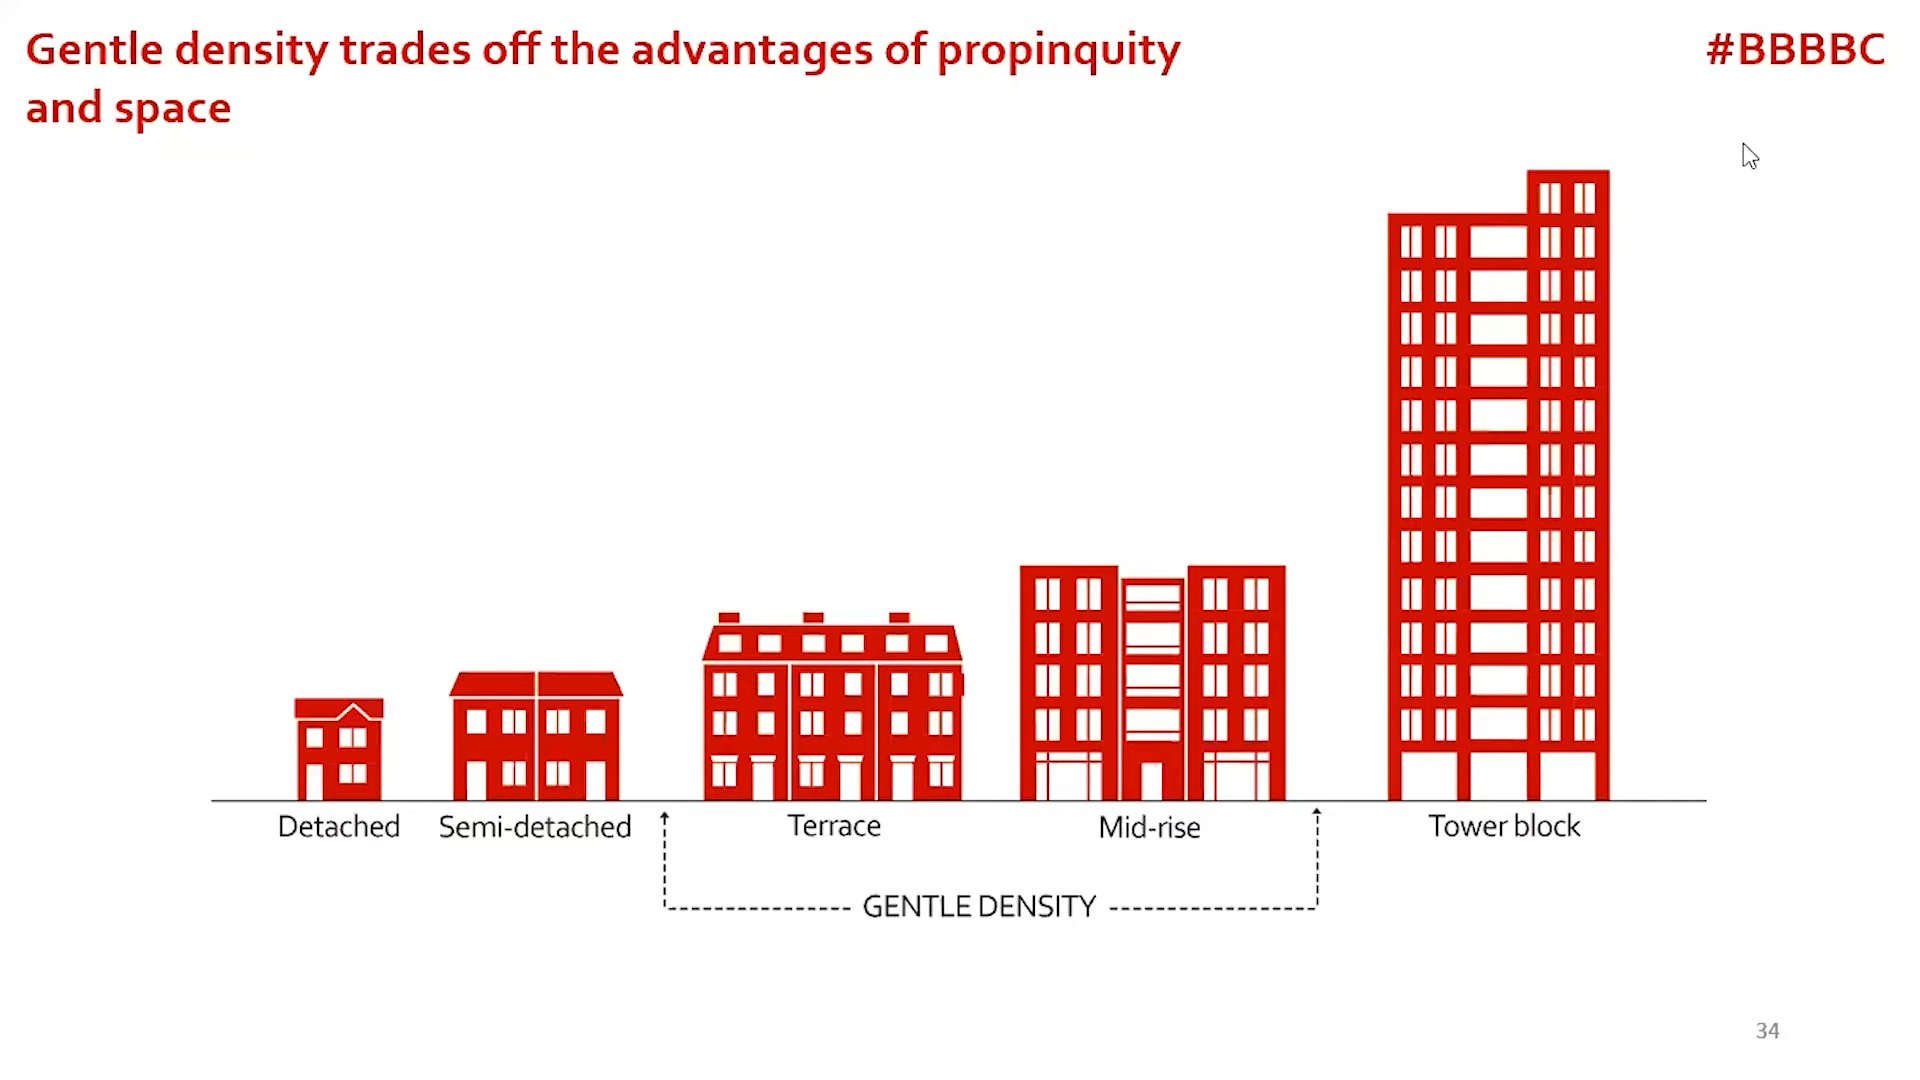 Gentle density trades off the advantages of propinquity
and space
#BBBBC
Detached
Semi-detached
Terrace
Mid-rise
Tower block
GENTLE DENSITY
34